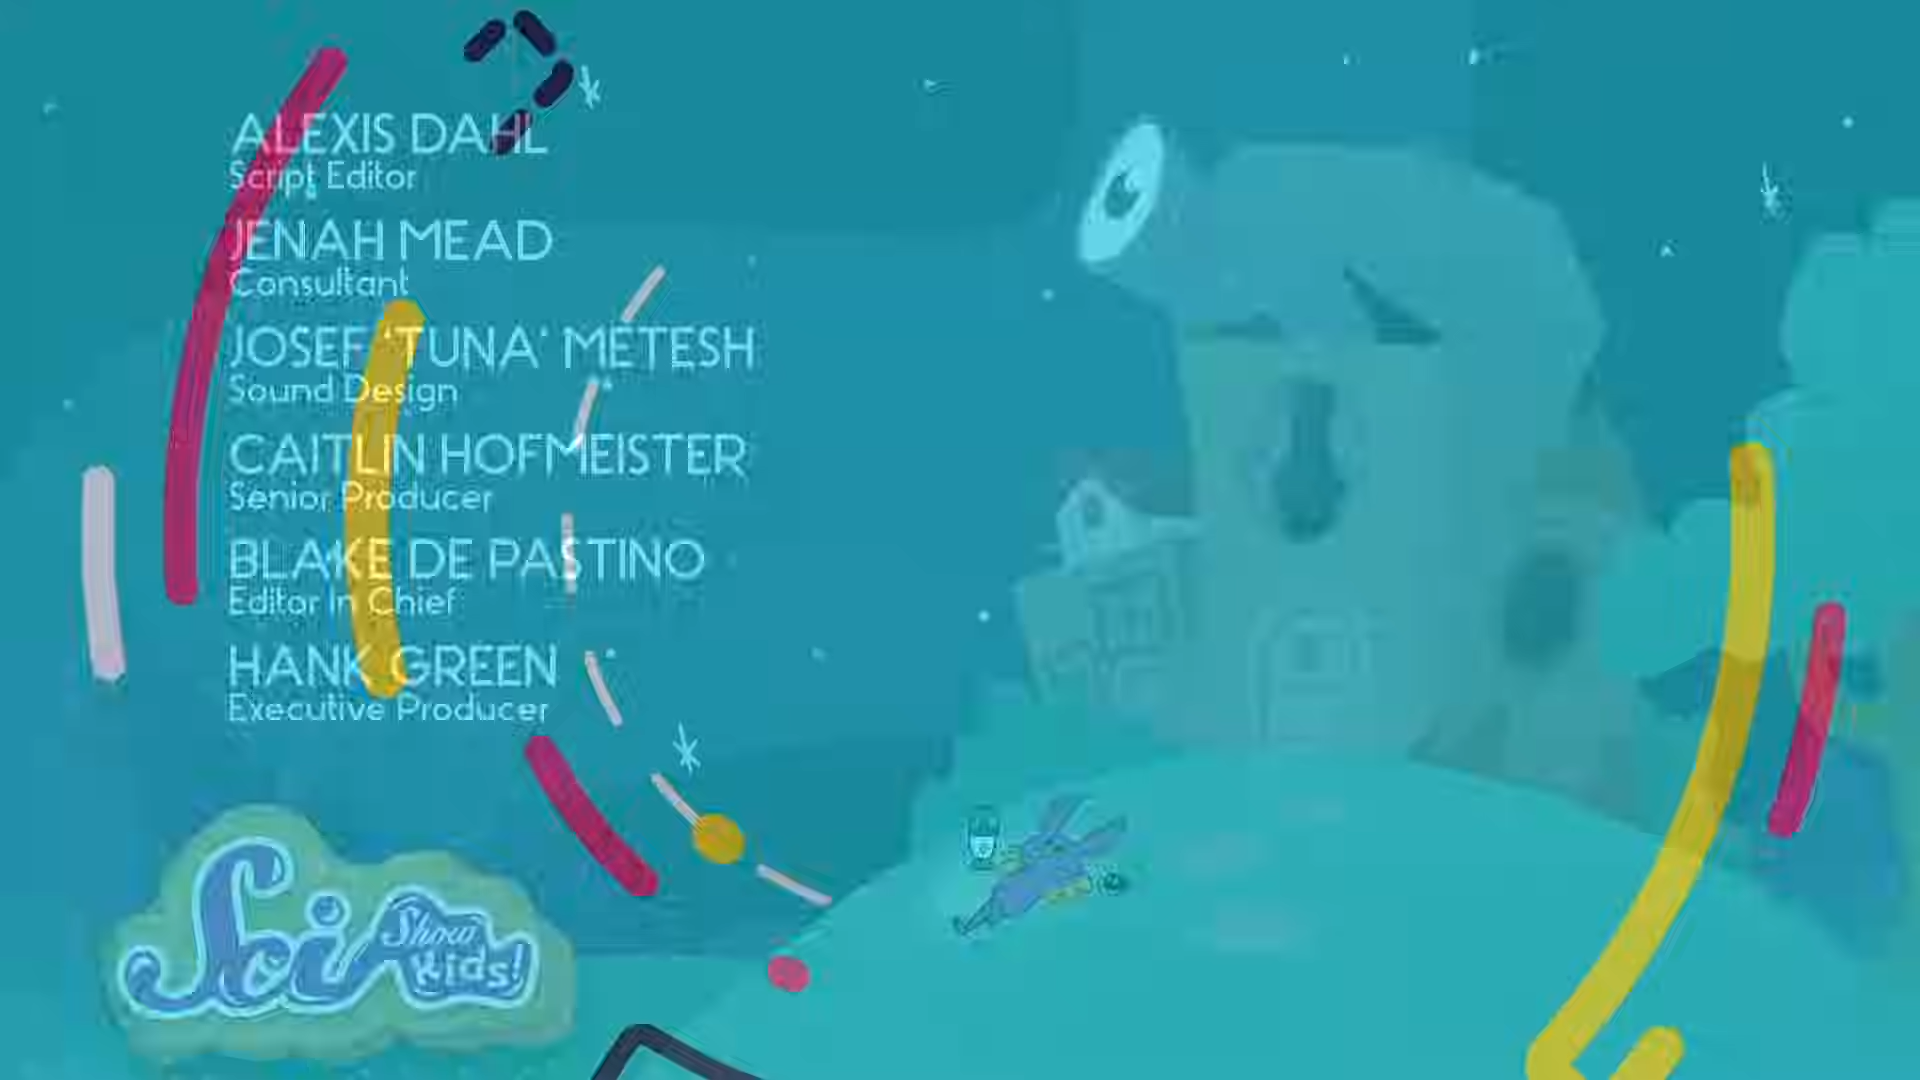 ALEXIS DAHL
Script Editor
JENAH MEAD
Consultant
JOSEF 'TUNA' METESH
Sound Design
CAITLIN HOFMEISTER
Senior Producer
BLAKE DE PASTINO
Editor in Chief
HANK GREEN
Executive Producer
Sci Show
Kids!